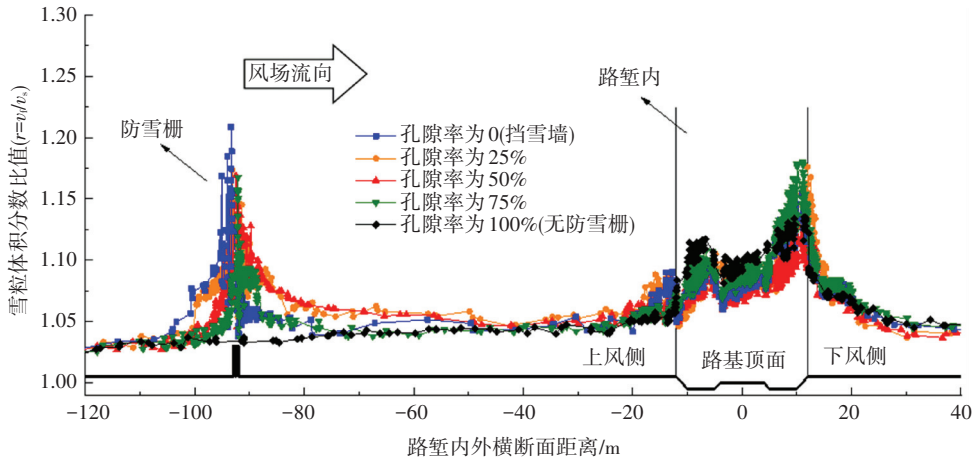 1.30
1.25
1.20
1.15
1.10
1.05
1.00
雪粒体积分数比值(r=vᵢ/vₛ)
风场流向
路堑内
防雪栅
孔隙率为 0(挡雪墙)
孔隙率为 25%
孔隙率为 50%
孔隙率为 75%
孔隙率为 100%(无防雪栅)
上风侧 路基顶面 下风侧
−120 −100 −80 −60 −40 −20 0 20 40
路堑内外横断面距离/m